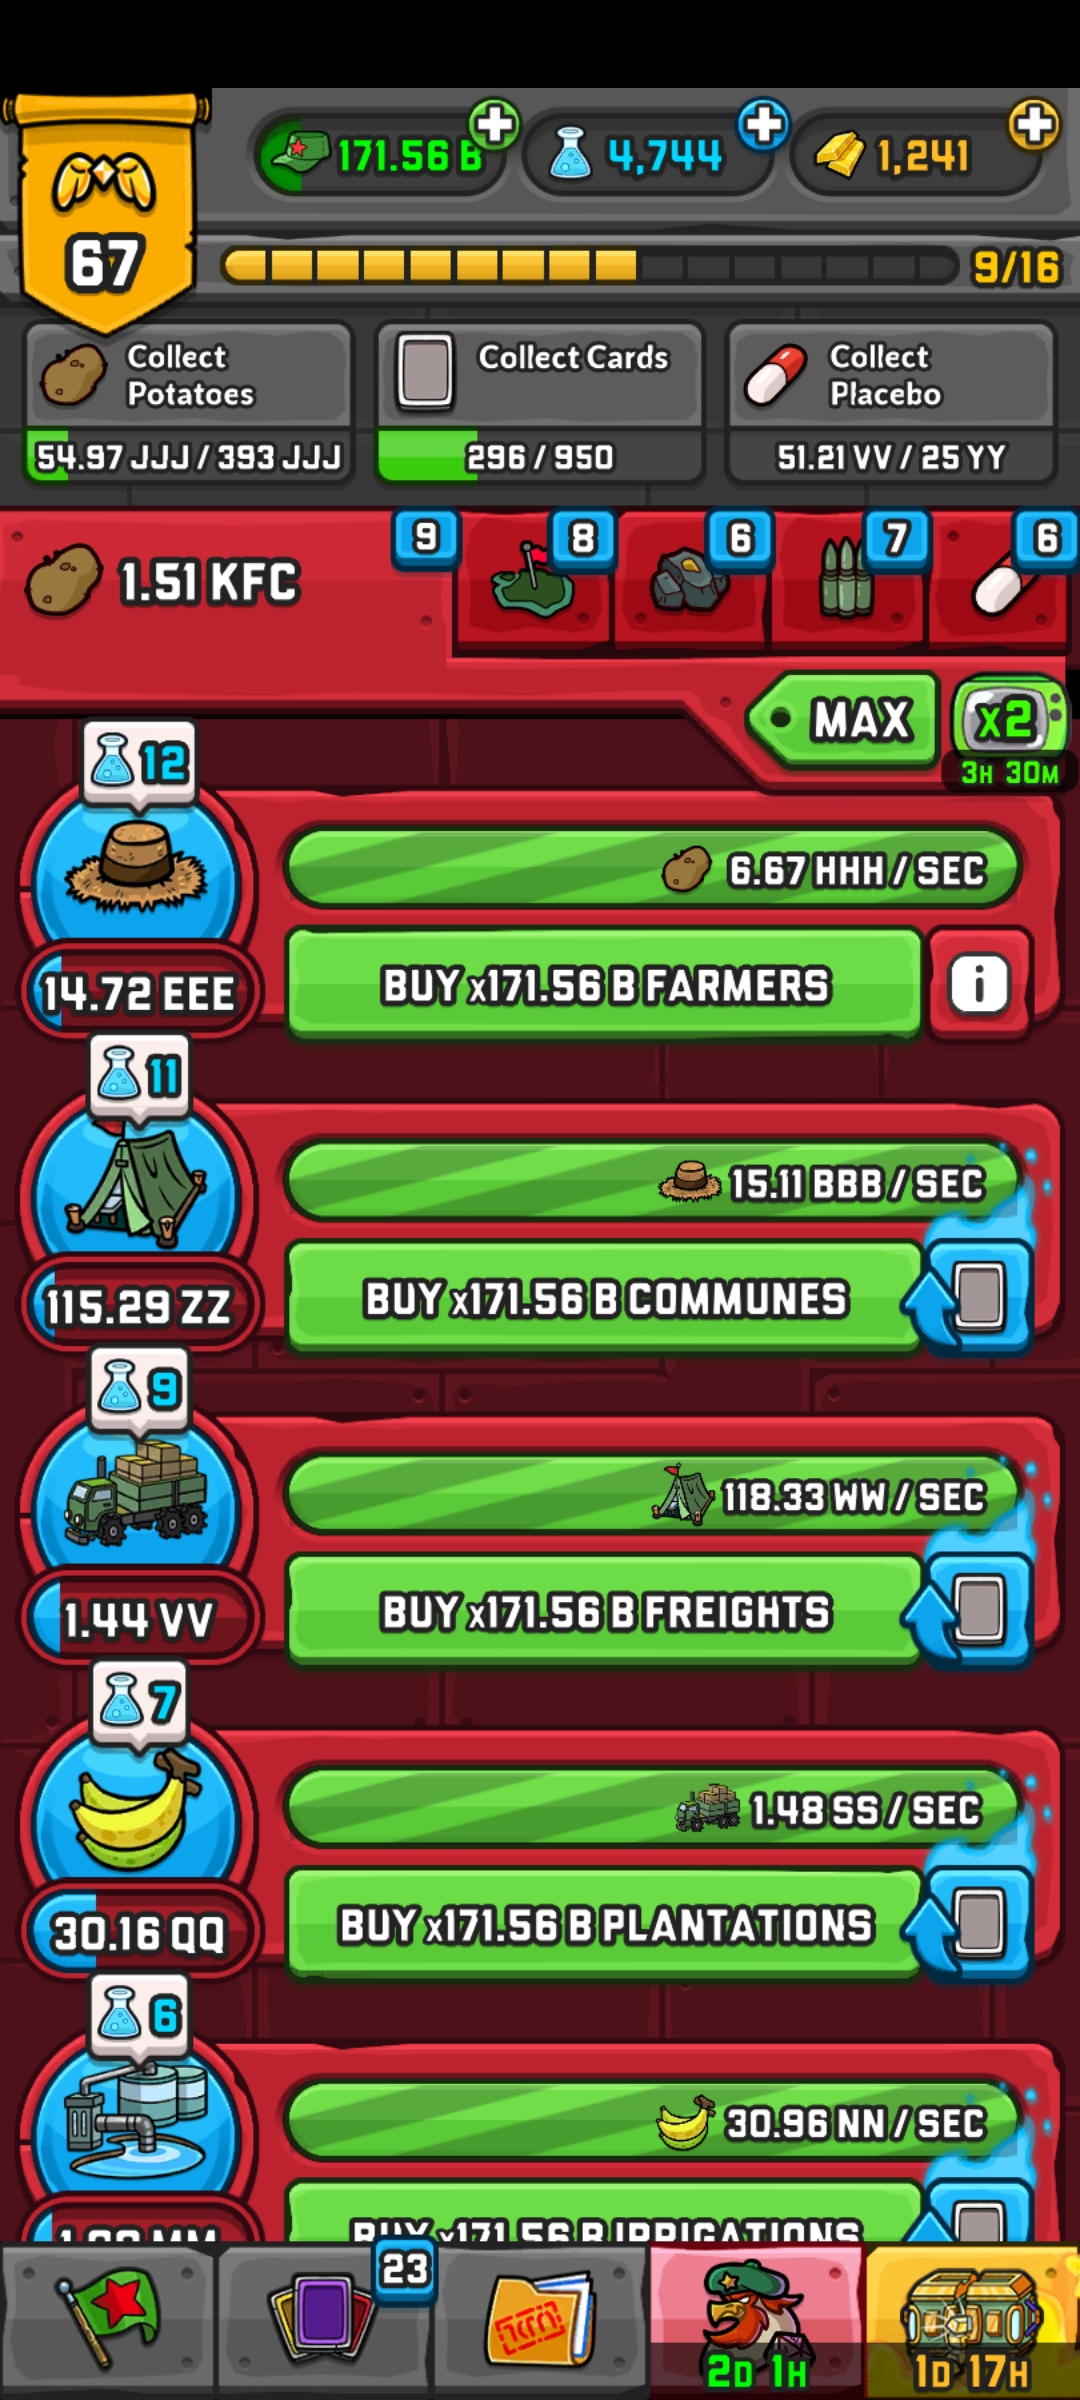 171.56 B
4,744
1,241
67
9/16
Collect
Potatoes
54.97 JJJ / 393 JJJ
Collect Cards
296 / 950
Collect
Placebo
51.21 VV / 25 YY
1.51 KFC
9
8
6
7
6
MAX
x2
3H 30M
12
6.67 HHH / SEC
14.72 EEE
BUY x171.56 B FARMERS
i
11
15.11 BBB / SEC
115.29 ZZ
BUY x171.56 B COMMUNES
9
118.33 WW / SEC
1.44 VV
BUY x171.56 B FREIGHTS
7
1.48 SS / SEC
30.16 QQ
BUY x171.56 B PLANTATIONS
6
30.96 NN / SEC
BUY x171.56 B IRRIGATIONS
23
2D 1H
1D 17H